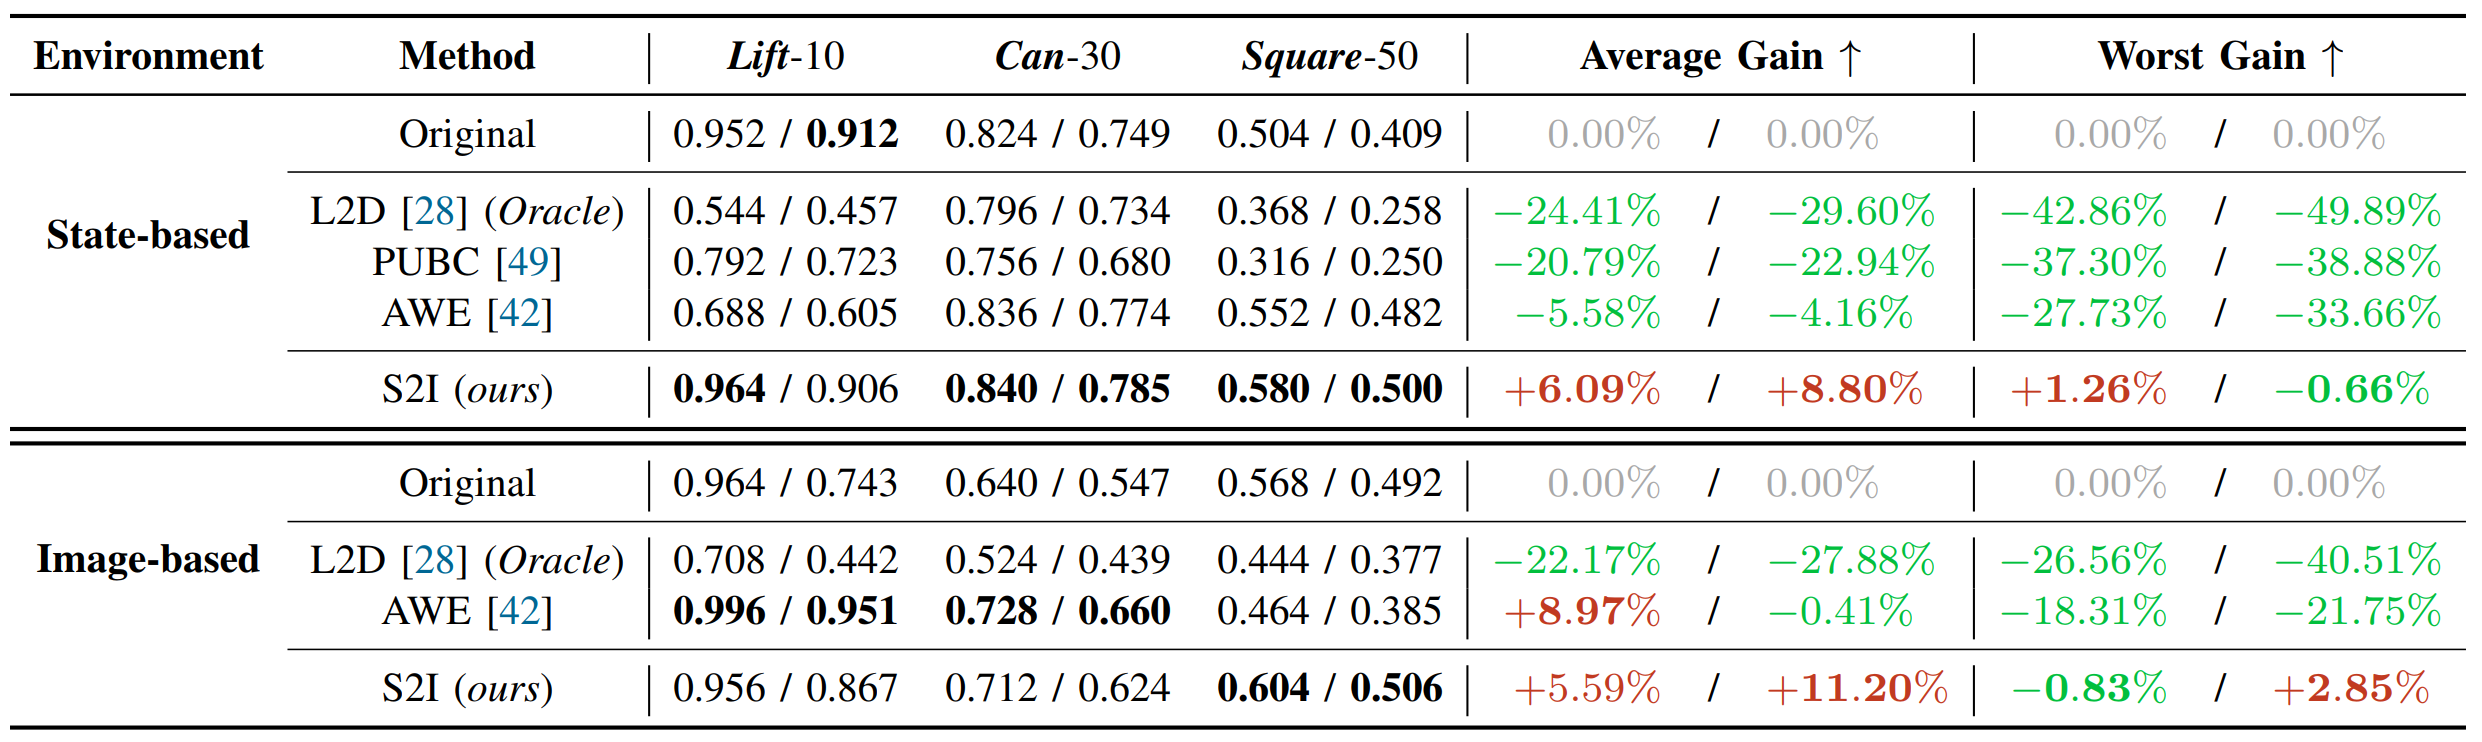 Environment Method Lift-10 Can-30 Square-50 Average Gain ↑ Worst Gain ↑
Original 0.952 / 0.912 0.824 / 0.749 0.504 / 0.409 0.00% / 0.00% 0.00% / 0.00%
State-based
L2D [28] (Oracle) 0.544 / 0.457 0.796 / 0.734 0.368 / 0.258 −24.41% / −29.60% −42.86% / −49.89%
PUBC [49] 0.792 / 0.723 0.756 / 0.680 0.316 / 0.250 −20.79% / −22.94% −37.30% / −38.88%
AWE [42] 0.688 / 0.605 0.836 / 0.774 0.552 / 0.482 −5.58% / −4.16% −27.73% / −33.66%
S2I (ours) 0.964 / 0.906 0.840 / 0.785 0.580 / 0.500 +6.09% / +8.80% +1.26% / −0.66%
Original 0.964 / 0.743 0.640 / 0.547 0.568 / 0.492 0.00% / 0.00% 0.00% / 0.00%
Image-based
L2D [28] (Oracle) 0.708 / 0.442 0.524 / 0.439 0.444 / 0.377 −22.17% / −27.88% −26.56% / −40.51%
AWE [42] 0.996 / 0.951 0.728 / 0.660 0.464 / 0.385 +8.97% / −0.41% −18.31% / −21.75%
S2I (ours) 0.956 / 0.867 0.712 / 0.624 0.604 / 0.506 +5.59% / +11.20% −0.83% / +2.85%